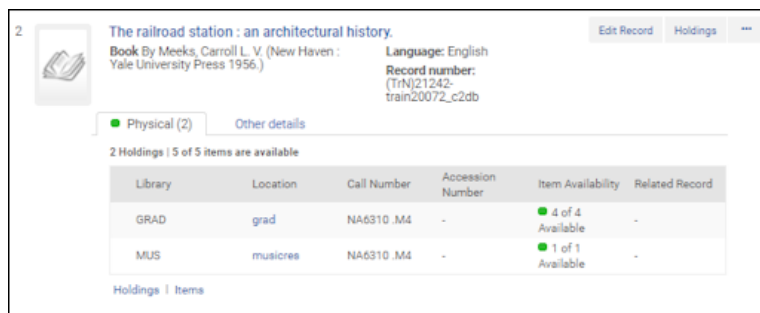 2
The railroad station : an architectural history.
Edit Record Holdings ...
Book By Meeks, Carroll L. V. (New Haven :
Yale University Press 1956.)
Language: English
Record number:
(TrN)21242-
train20072_c2db
Physical (2) Other details
2 Holdings | 5 of 5 items are available
Library Location Call Number Accession Number Item Availability Related Record
GRAD grad NA6310 .M4 - 4 of 4 Available -
MUS musicres NA6310 .M4 - 1 of 1 Available -
Holdings | Items